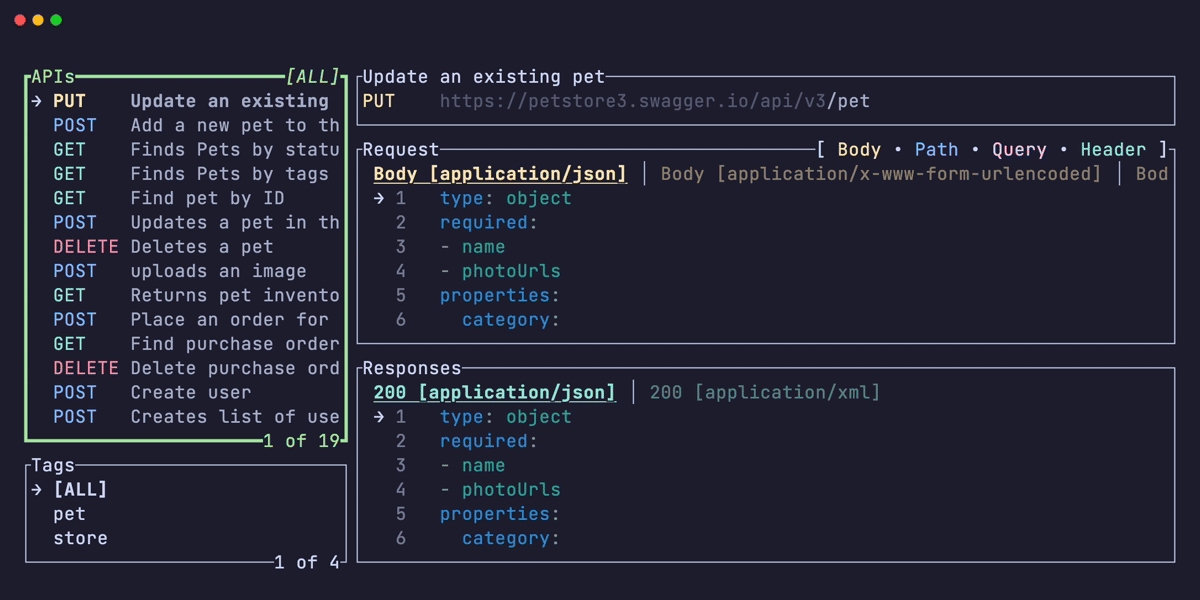 APIs [ALL]
→ PUT Update an existing
POST Add a new pet to th
GET Finds Pets by statu
GET Finds Pets by tags
GET Find pet by ID
POST Updates a pet in th
DELETE Deletes a pet
POST uploads an image
GET Returns pet invento
POST Place an order for
GET Find purchase order
DELETE Delete purchase ord
POST Create user
POST Creates list of use
1 of 19
Tags
→ [ALL]
pet
store
1 of 4
Update an existing pet
PUT https://petstore3.swagger.io/api/v3/pet
Request [ Body • Path • Query • Header ]
Body [application/json] │ Body [application/x-www-form-urlencoded] │ Bod
→ 1 type: object
2 required:
3 - name
4 - photoUrls
5 properties:
6 category:
Responses
200 [application/json] │ 200 [application/xml]
→ 1 type: object
2 required:
3 - name
4 - photoUrls
5 properties:
6 category: